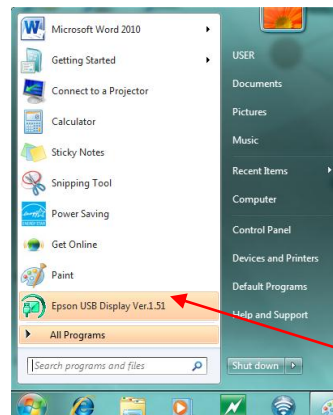 Microsoft Word 2010
Getting Started
Connect to a Projector
Calculator
Sticky Notes
Snipping Tool
Power Saving
Get Online
Paint
Epson USB Display Ver.1.51
All Programs
Search programs and files
USER
Documents
Pictures
Music
Recent Items
Computer
Control Panel
Devices and Printers
Default Programs
Help and Support
Shut down